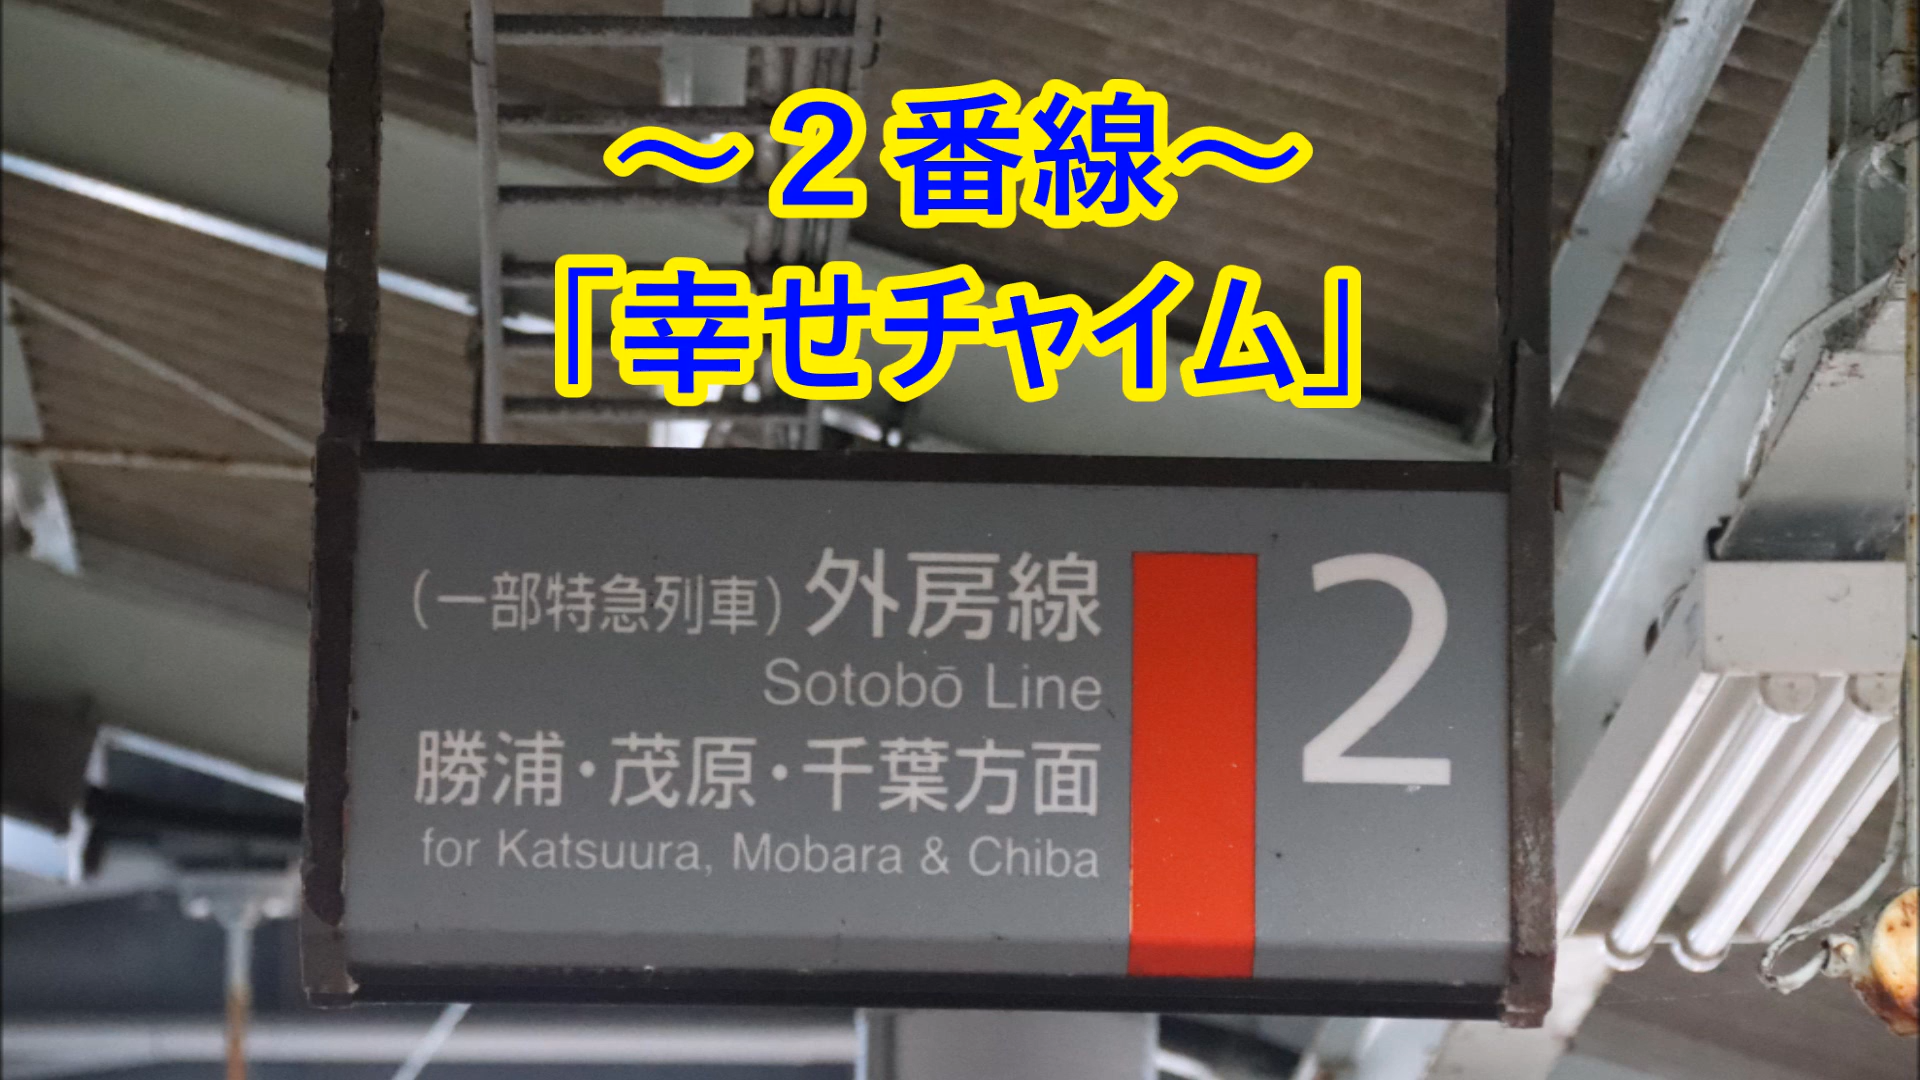 ～２番線～
「幸せチャイム」
（一部特急列車）外房線 2
Sotobō Line
勝浦・茂原・千葉方面
for Katsuura, Mobara & Chiba